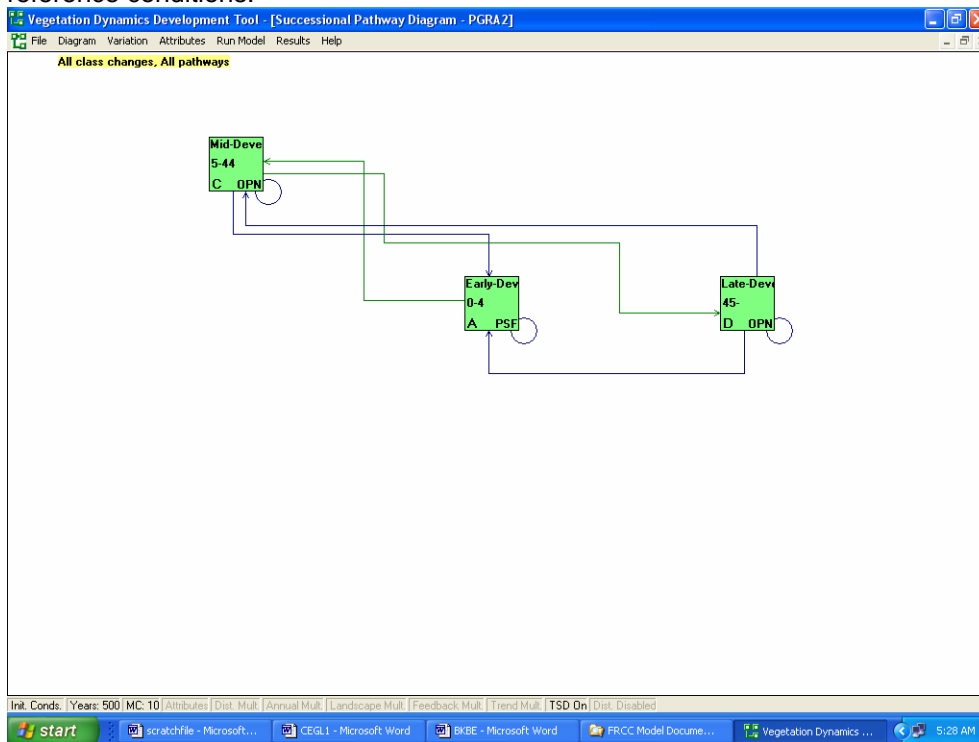 reference conditions.
Vegetation Dynamics Development Tool - [Successional Pathway Diagram - PGRA2]
File Diagram Variation Attributes Run Model Results Help
All class changes, All pathways
Mid-Deve
5-44
C OPN
Early-Dev
0-4
A PSF
Late-Deve
45-
D OPN
Init. Conds. Years: 500 MC: 10 Attributes Dist. Mult. Annual Mult. Landscape Mult. Feedback Mult. Trend Mult. TSD On Dist. Disabled
start scratchfile - Microsoft... CEGL1 - Microsoft Word BKBE - Microsoft Word FRCC Model Docume... Vegetation Dynamics ... 5:28 AM